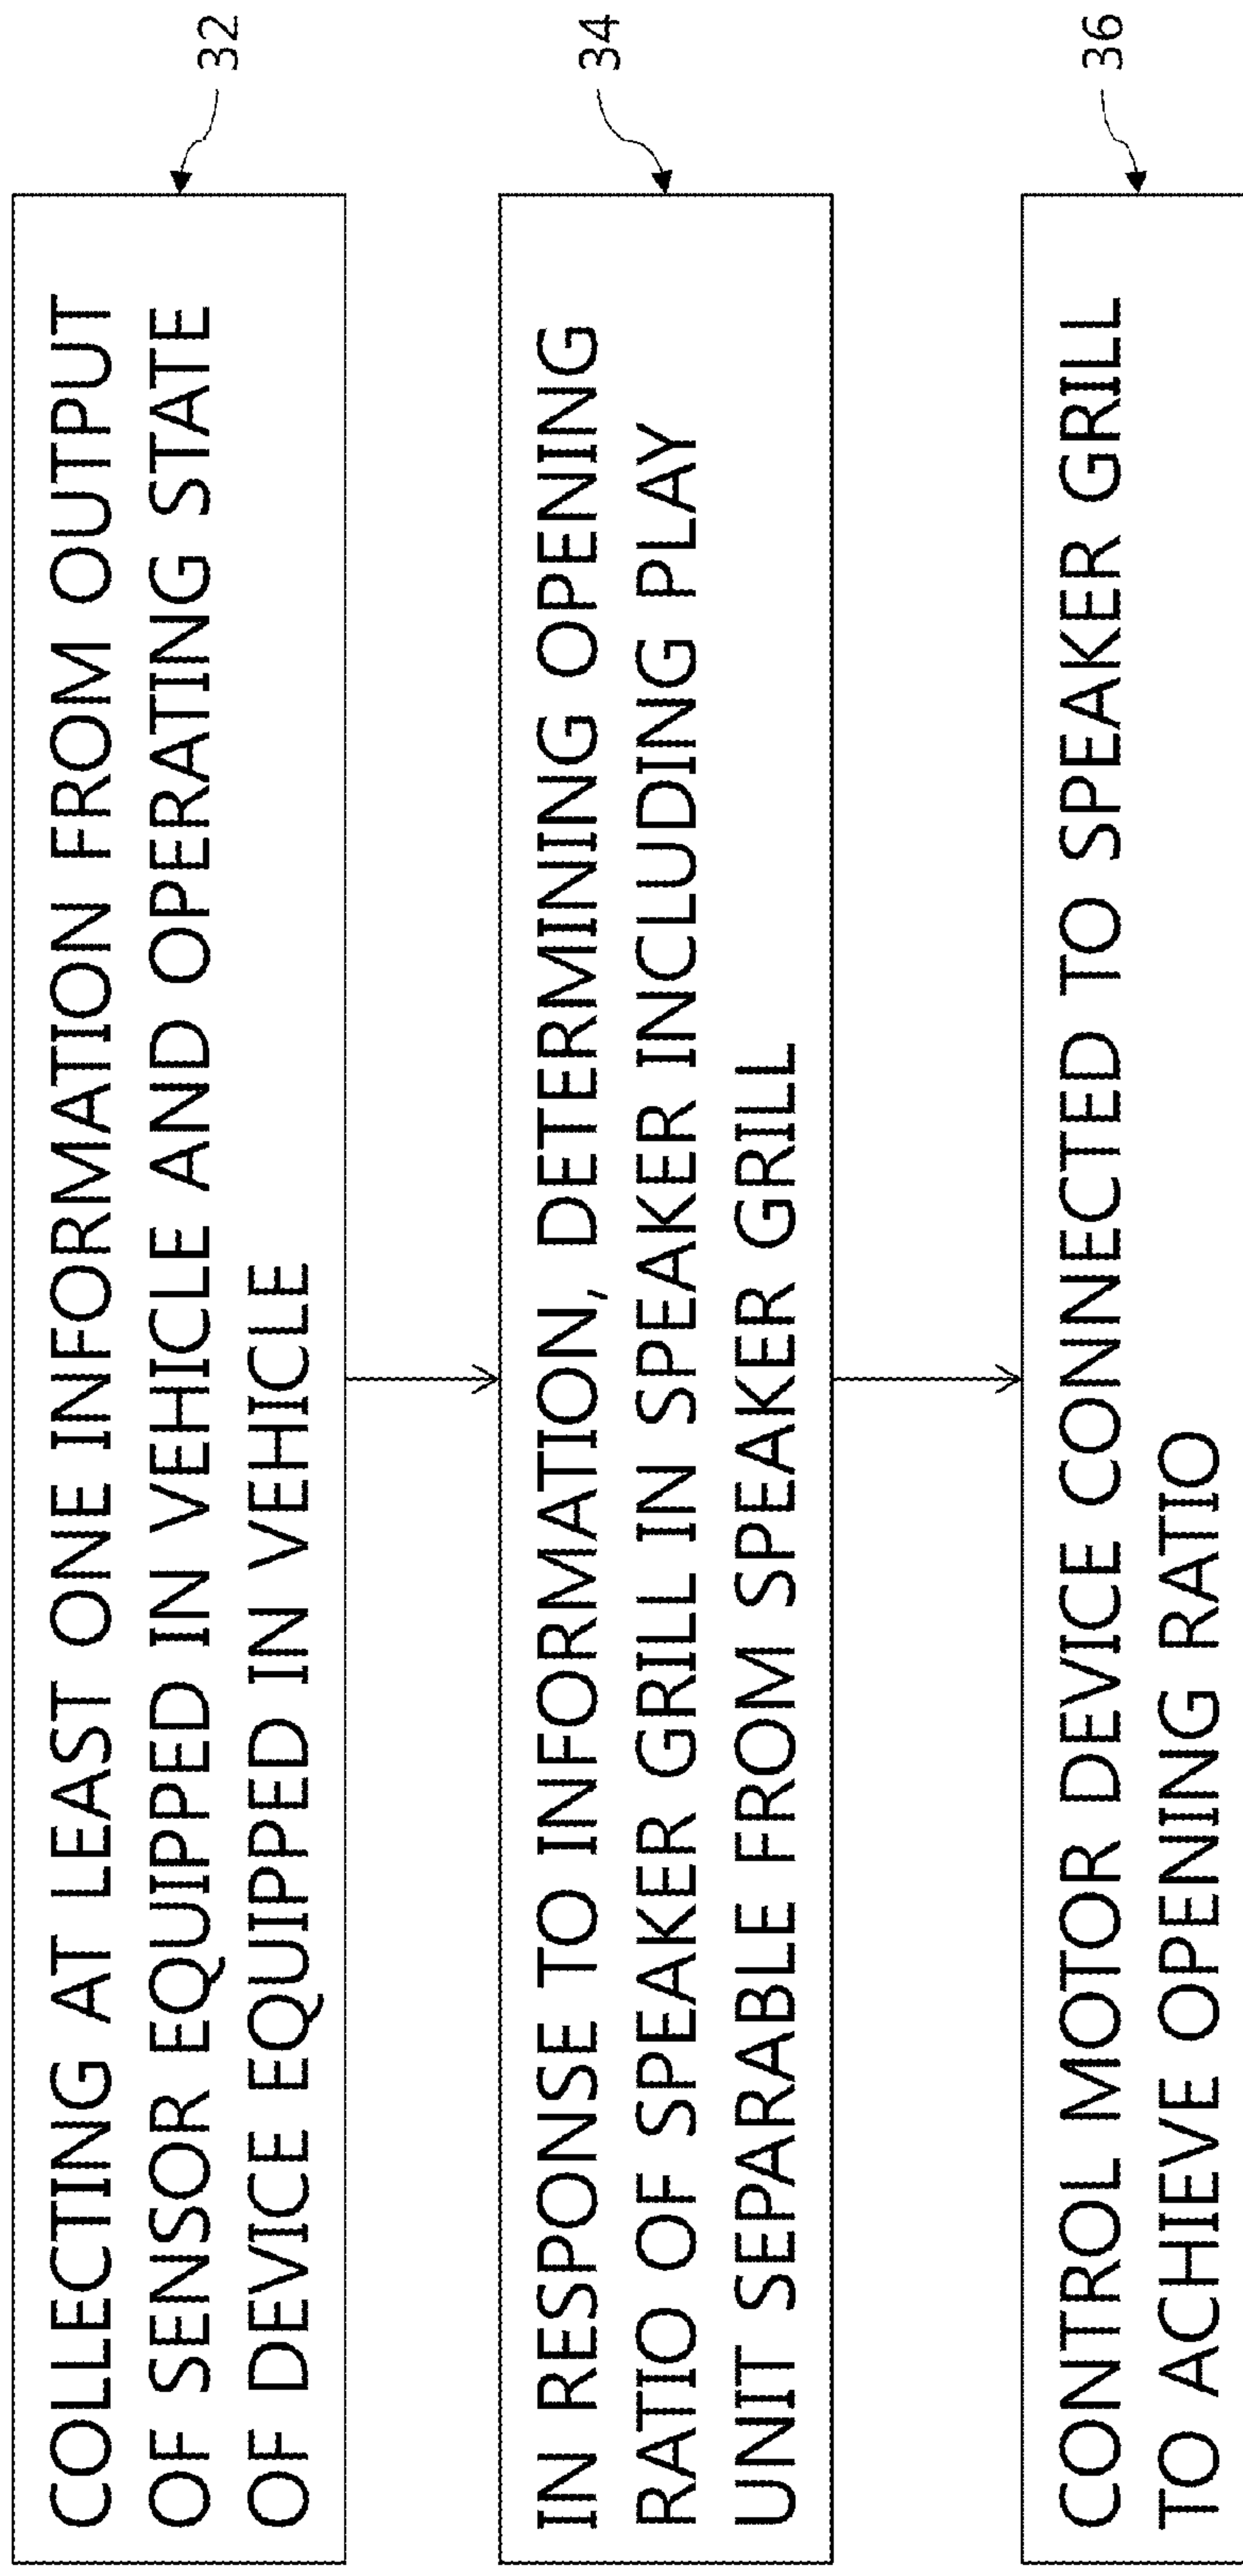 COLLECTING AT LEAST ONE INFORMATION FROM OUTPUT
OF SENSOR EQUIPPED IN VEHICLE AND OPERATING STATE
OF DEVICE EQUIPPED IN VEHICLE
32
IN RESPONSE TO INFORMATION, DETERMINING OPENING
RATIO OF SPEAKER GRILL IN SPEAKER INCLUDING PLAY
UNIT SEPARABLE FROM SPEAKER GRILL
34
CONTROL MOTOR DEVICE CONNECTED TO SPEAKER GRILL
TO ACHIEVE OPENING RATIO
36